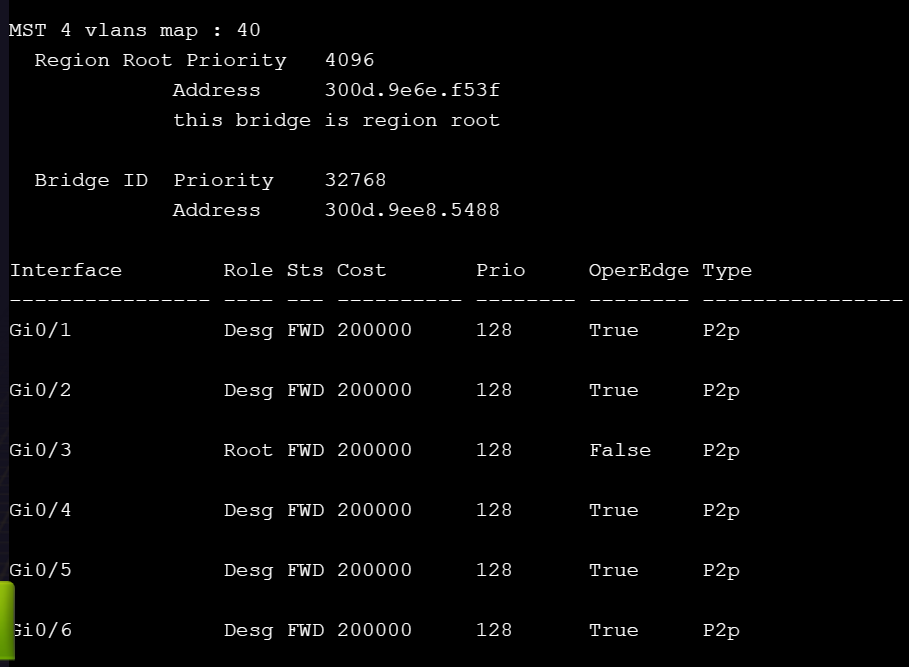 MST 4 vlans map : 40
Region Root Priority 4096
Address 300d.9e6e.f53f
this bridge is region root
Bridge ID Priority 32768
Address 300d.9ee8.5488
Interface Role Sts Cost Prio OperEdge Type
---------------- ---- --- ---------- -------- -------- ----------------
Gi0/1 Desg FWD 200000 128 True P2p
Gi0/2 Desg FWD 200000 128 True P2p
Gi0/3 Root FWD 200000 128 False P2p
Gi0/4 Desg FWD 200000 128 True P2p
Gi0/5 Desg FWD 200000 128 True P2p
Gi0/6 Desg FWD 200000 128 True P2p